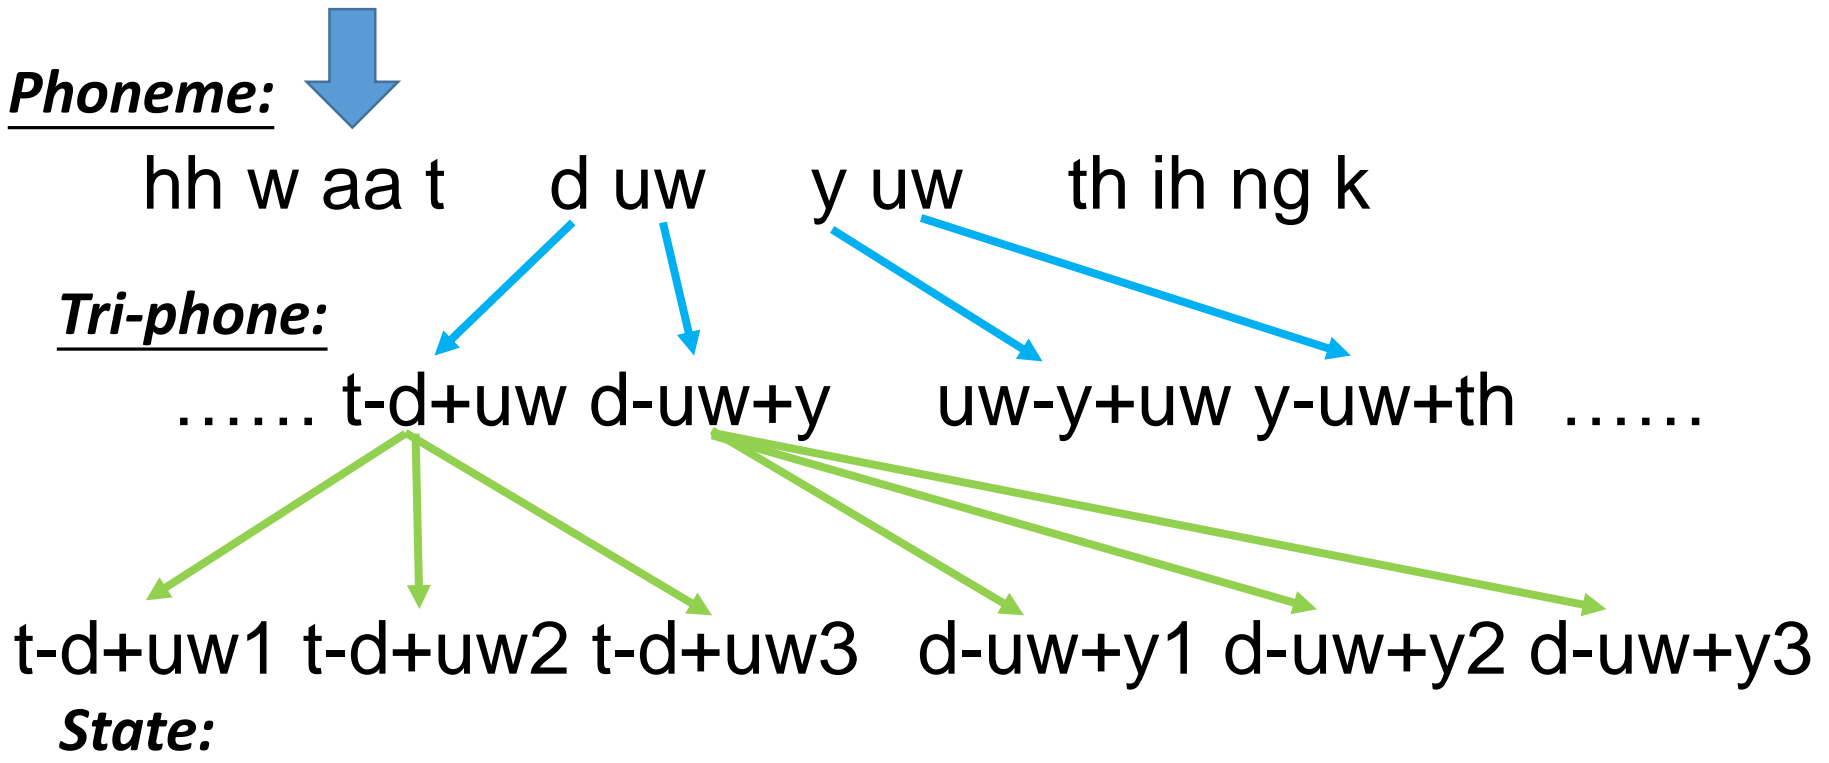 Phoneme:
hh w aa t d uw y uw th ih ng k
Tri-phone:
…… t-d+uw d-uw+y uw-y+uw y-uw+th ……
t-d+uw1 t-d+uw2 t-d+uw3 d-uw+y1 d-uw+y2 d-uw+y3
State: